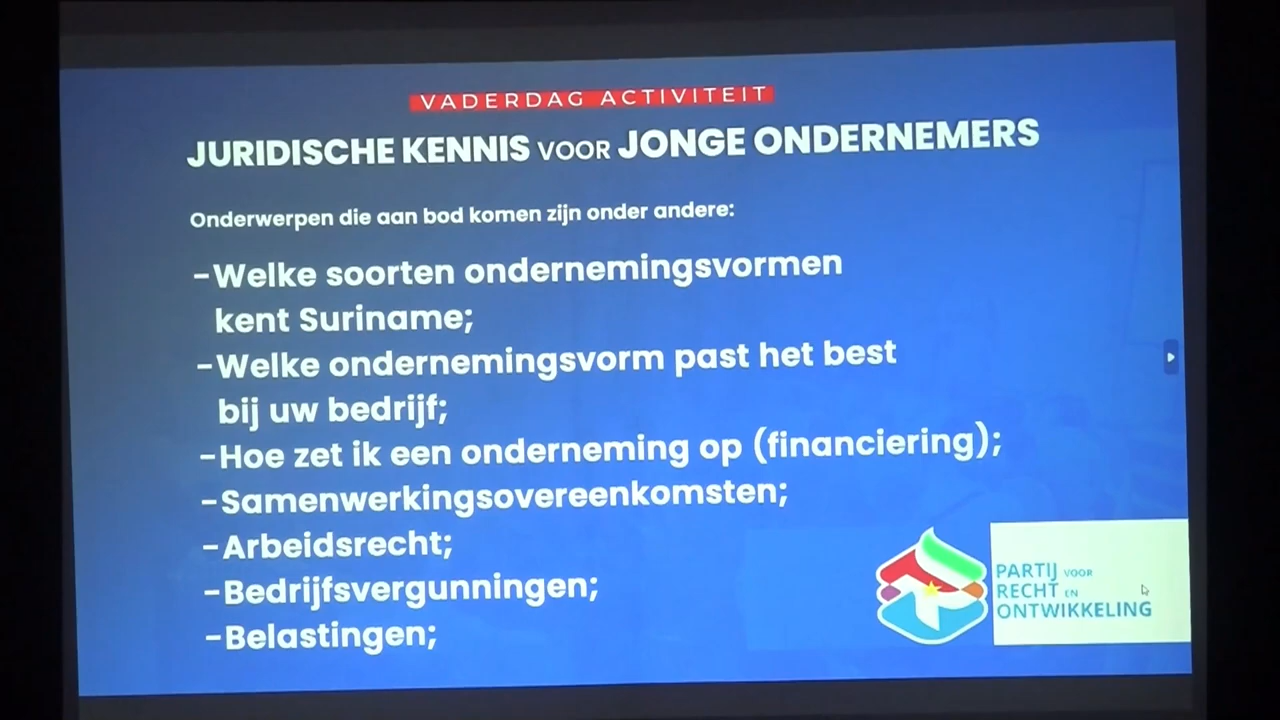 VADERDAG ACTIVITEIT
JURIDISCHE KENNIS VOOR JONGE ONDERNEMERS
Onderwerpen die aan bod komen zijn onder andere:
-Welke soorten ondernemingsvormen
kent Suriname;
-Welke ondernemingsvorm past het best
bij uw bedrijf;
-Hoe zet ik een onderneming op (financiering);
-Samenwerkingsovereenkomsten;
-Arbeidsrecht;
-Bedrijfsvergunningen;
-Belastingen;
PARTIJ VOOR
RECHT EN
ONTWIKKELING